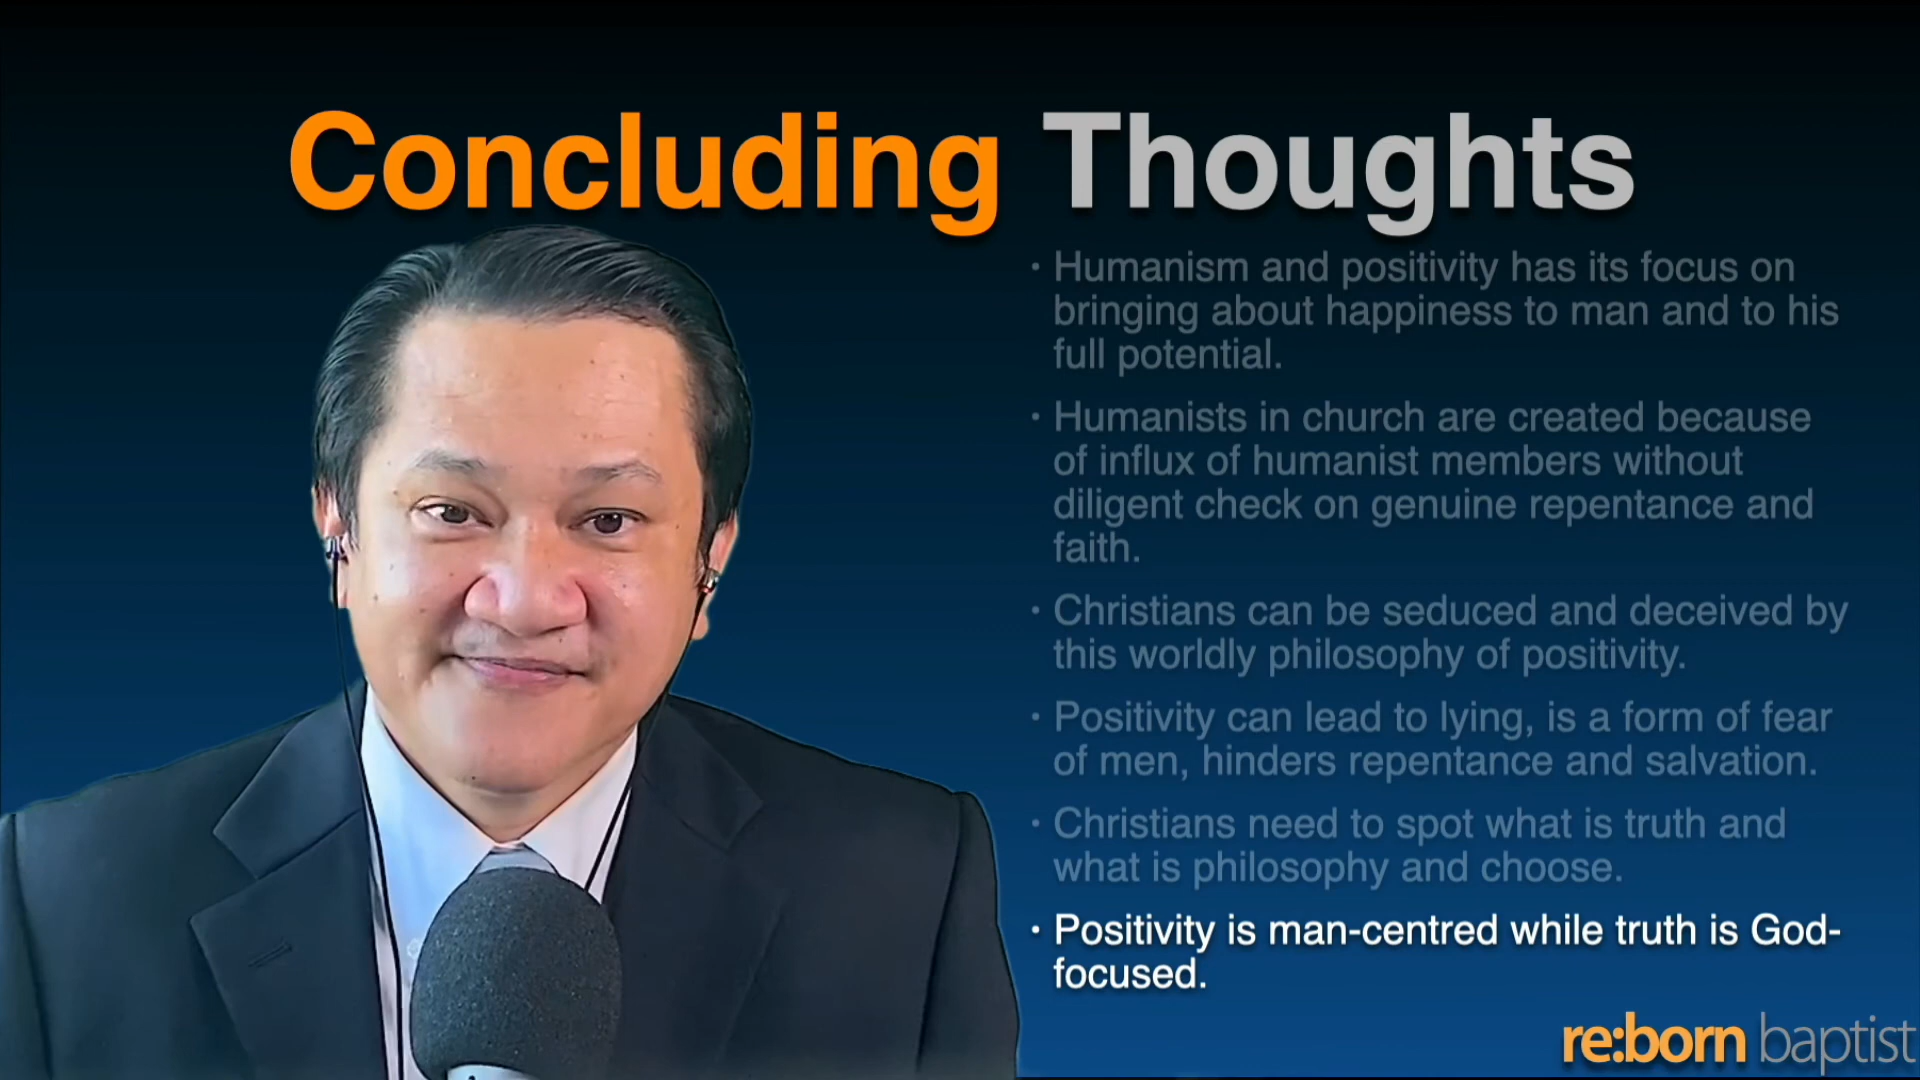 Concluding Thoughts
• Humanism and positivity has its focus on
bringing about happiness to man and to his
full potential.
• Humanists in church are created because
of influx of humanist members without
diligent check on genuine repentance and
faith.
• Christians can be seduced and deceived by
this worldly philosophy of positivity.
• Positivity can lead to lying, is a form of fear
of men, hinders repentance and salvation.
• Christians need to spot what is truth and
what is philosophy and choose.
• Positivity is man-centred while truth is God-
focused.
re:born baptist